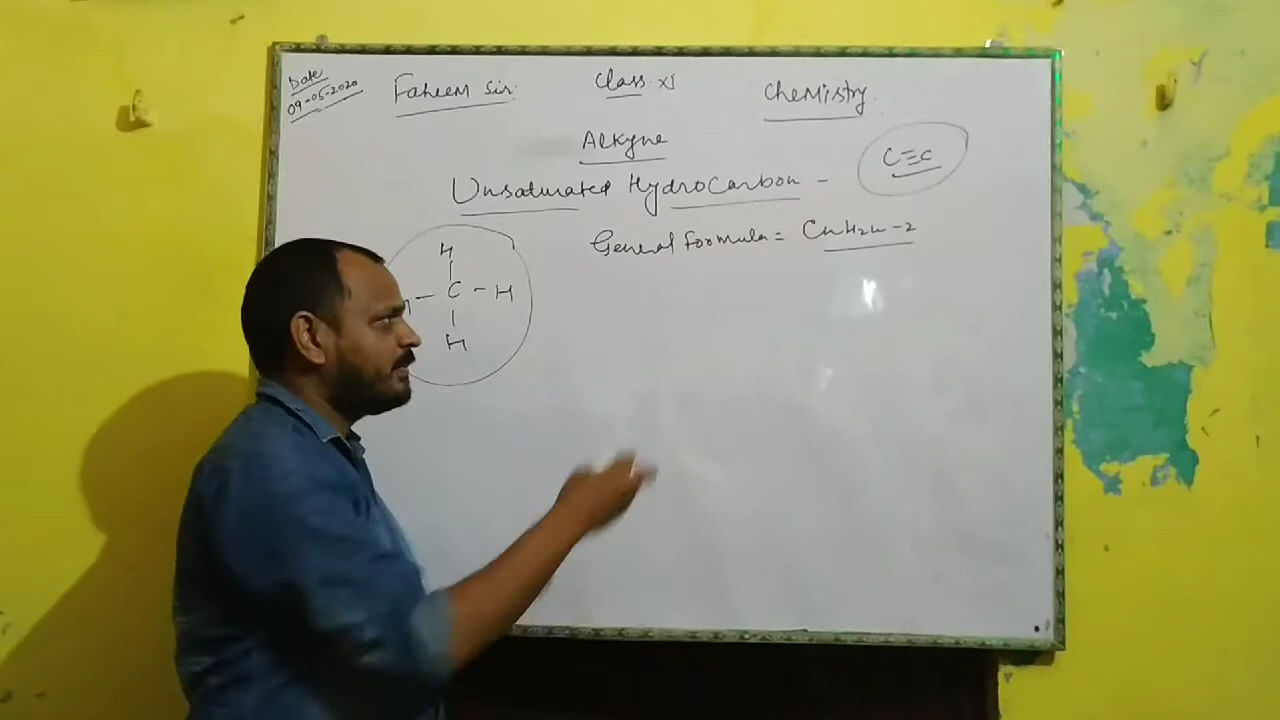 Date
09-05-2020
Faheem Sir.
Class XI
Chemistry.
Alkyne
Unsaturated Hydrocarbon - C≡C
General Formula = CnH2n-2
H
C - H
H